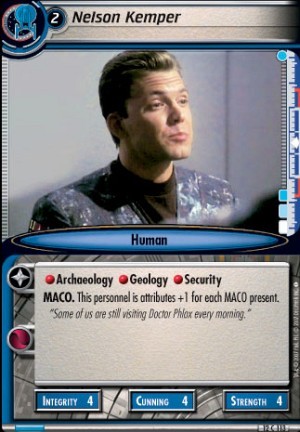 2 Nelson Kemper
Human
Archaeology Geology Security
MACO. This personnel is attributes +1 for each MACO present.
"Some of us are still visiting Doctor Phlox every morning."
INTEGRITY 4 CUNNING 4 STRENGTH 4